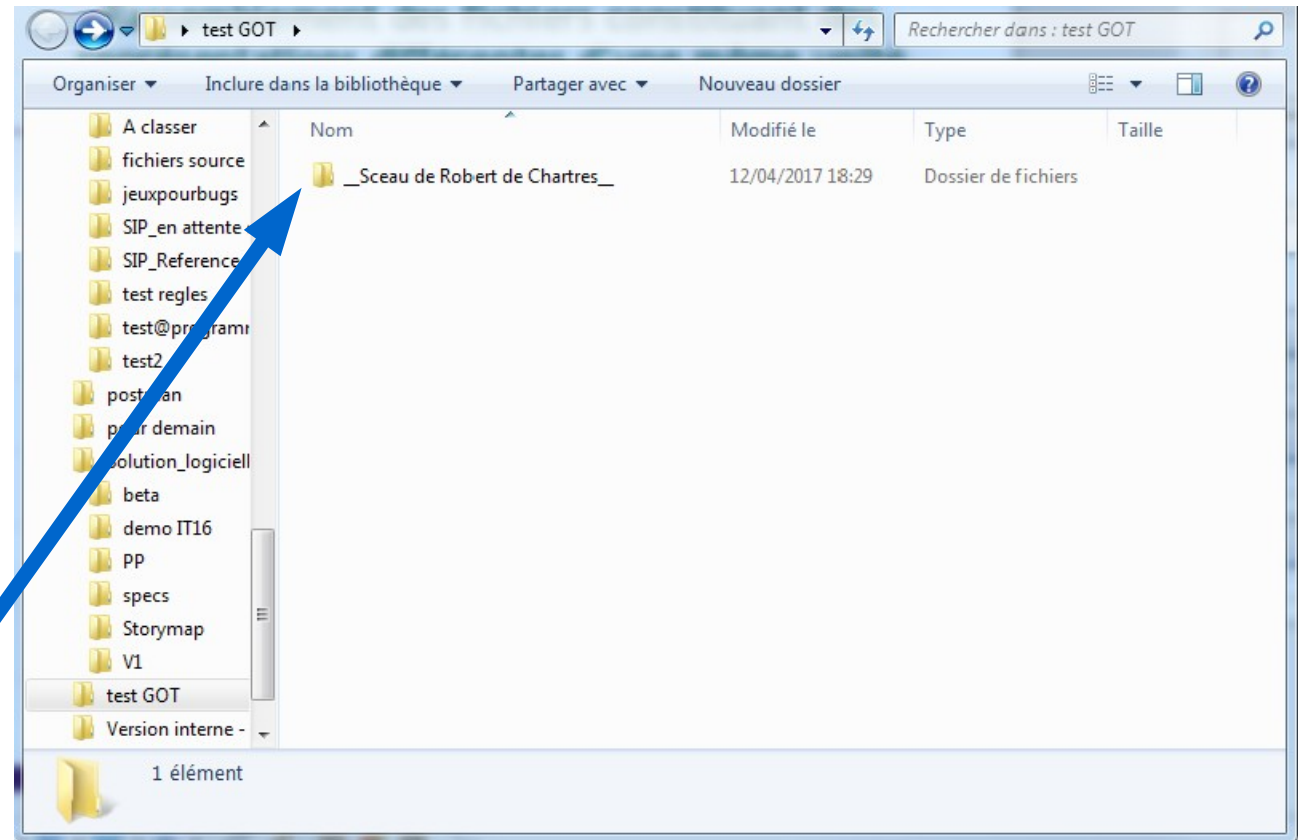 test GOT
Rechercher dans : test GOT
Organiser
Inclure dans la bibliothèque
Partager avec
Nouveau dossier
Nom
Modifié le
Type
Taille
__Sceau de Robert de Chartres__
12/04/2017 18:29
Dossier de fichiers
A classer
fichiers source
jeuxpourbugs
SIP_en attente
SIP_Reference
test regles
test2
demain
beta
demo IT16
PP
specs
Storymap
V1
test GOT
Version interne -
1 élément